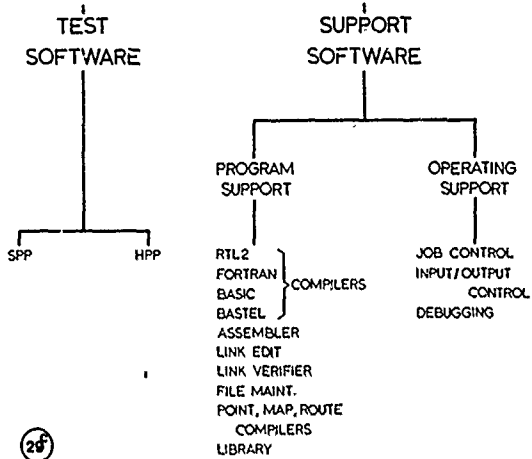 TEST
SOFTWARE
SPP
HPP
SUPPORT
SOFTWARE
PROGRAM
SUPPORT
RTL2
FORTRAN
BASIC
BASTEL
COMPILERS
ASSEMBLER
LINK EDIT
LINK VERIFIER
FILE MAINT.
POINT, MAP, ROUTE
COMPILERS
LIBRARY
OPERATING
SUPPORT
JOB CONTROL
INPUT/OUTPUT
CONTROL
DEBUGGING